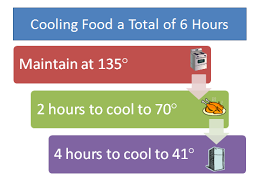 Cooling Food a Total of 6 Hours
Maintain at 135°
2 hours to cool to 70°
4 hours to cool to 41°